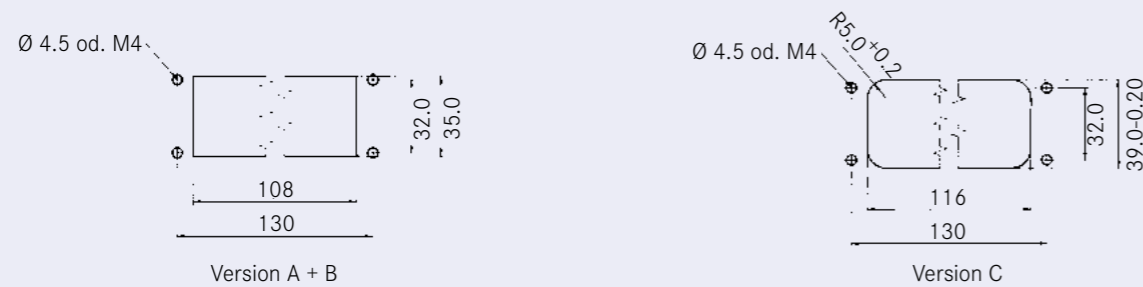 Ø 4.5 od. M4
32.0
35.0
108
130
Version A + B
Ø 4.5 od. M4
R5.0+0.2
32.0
39.0-0.20
116
130
Version C